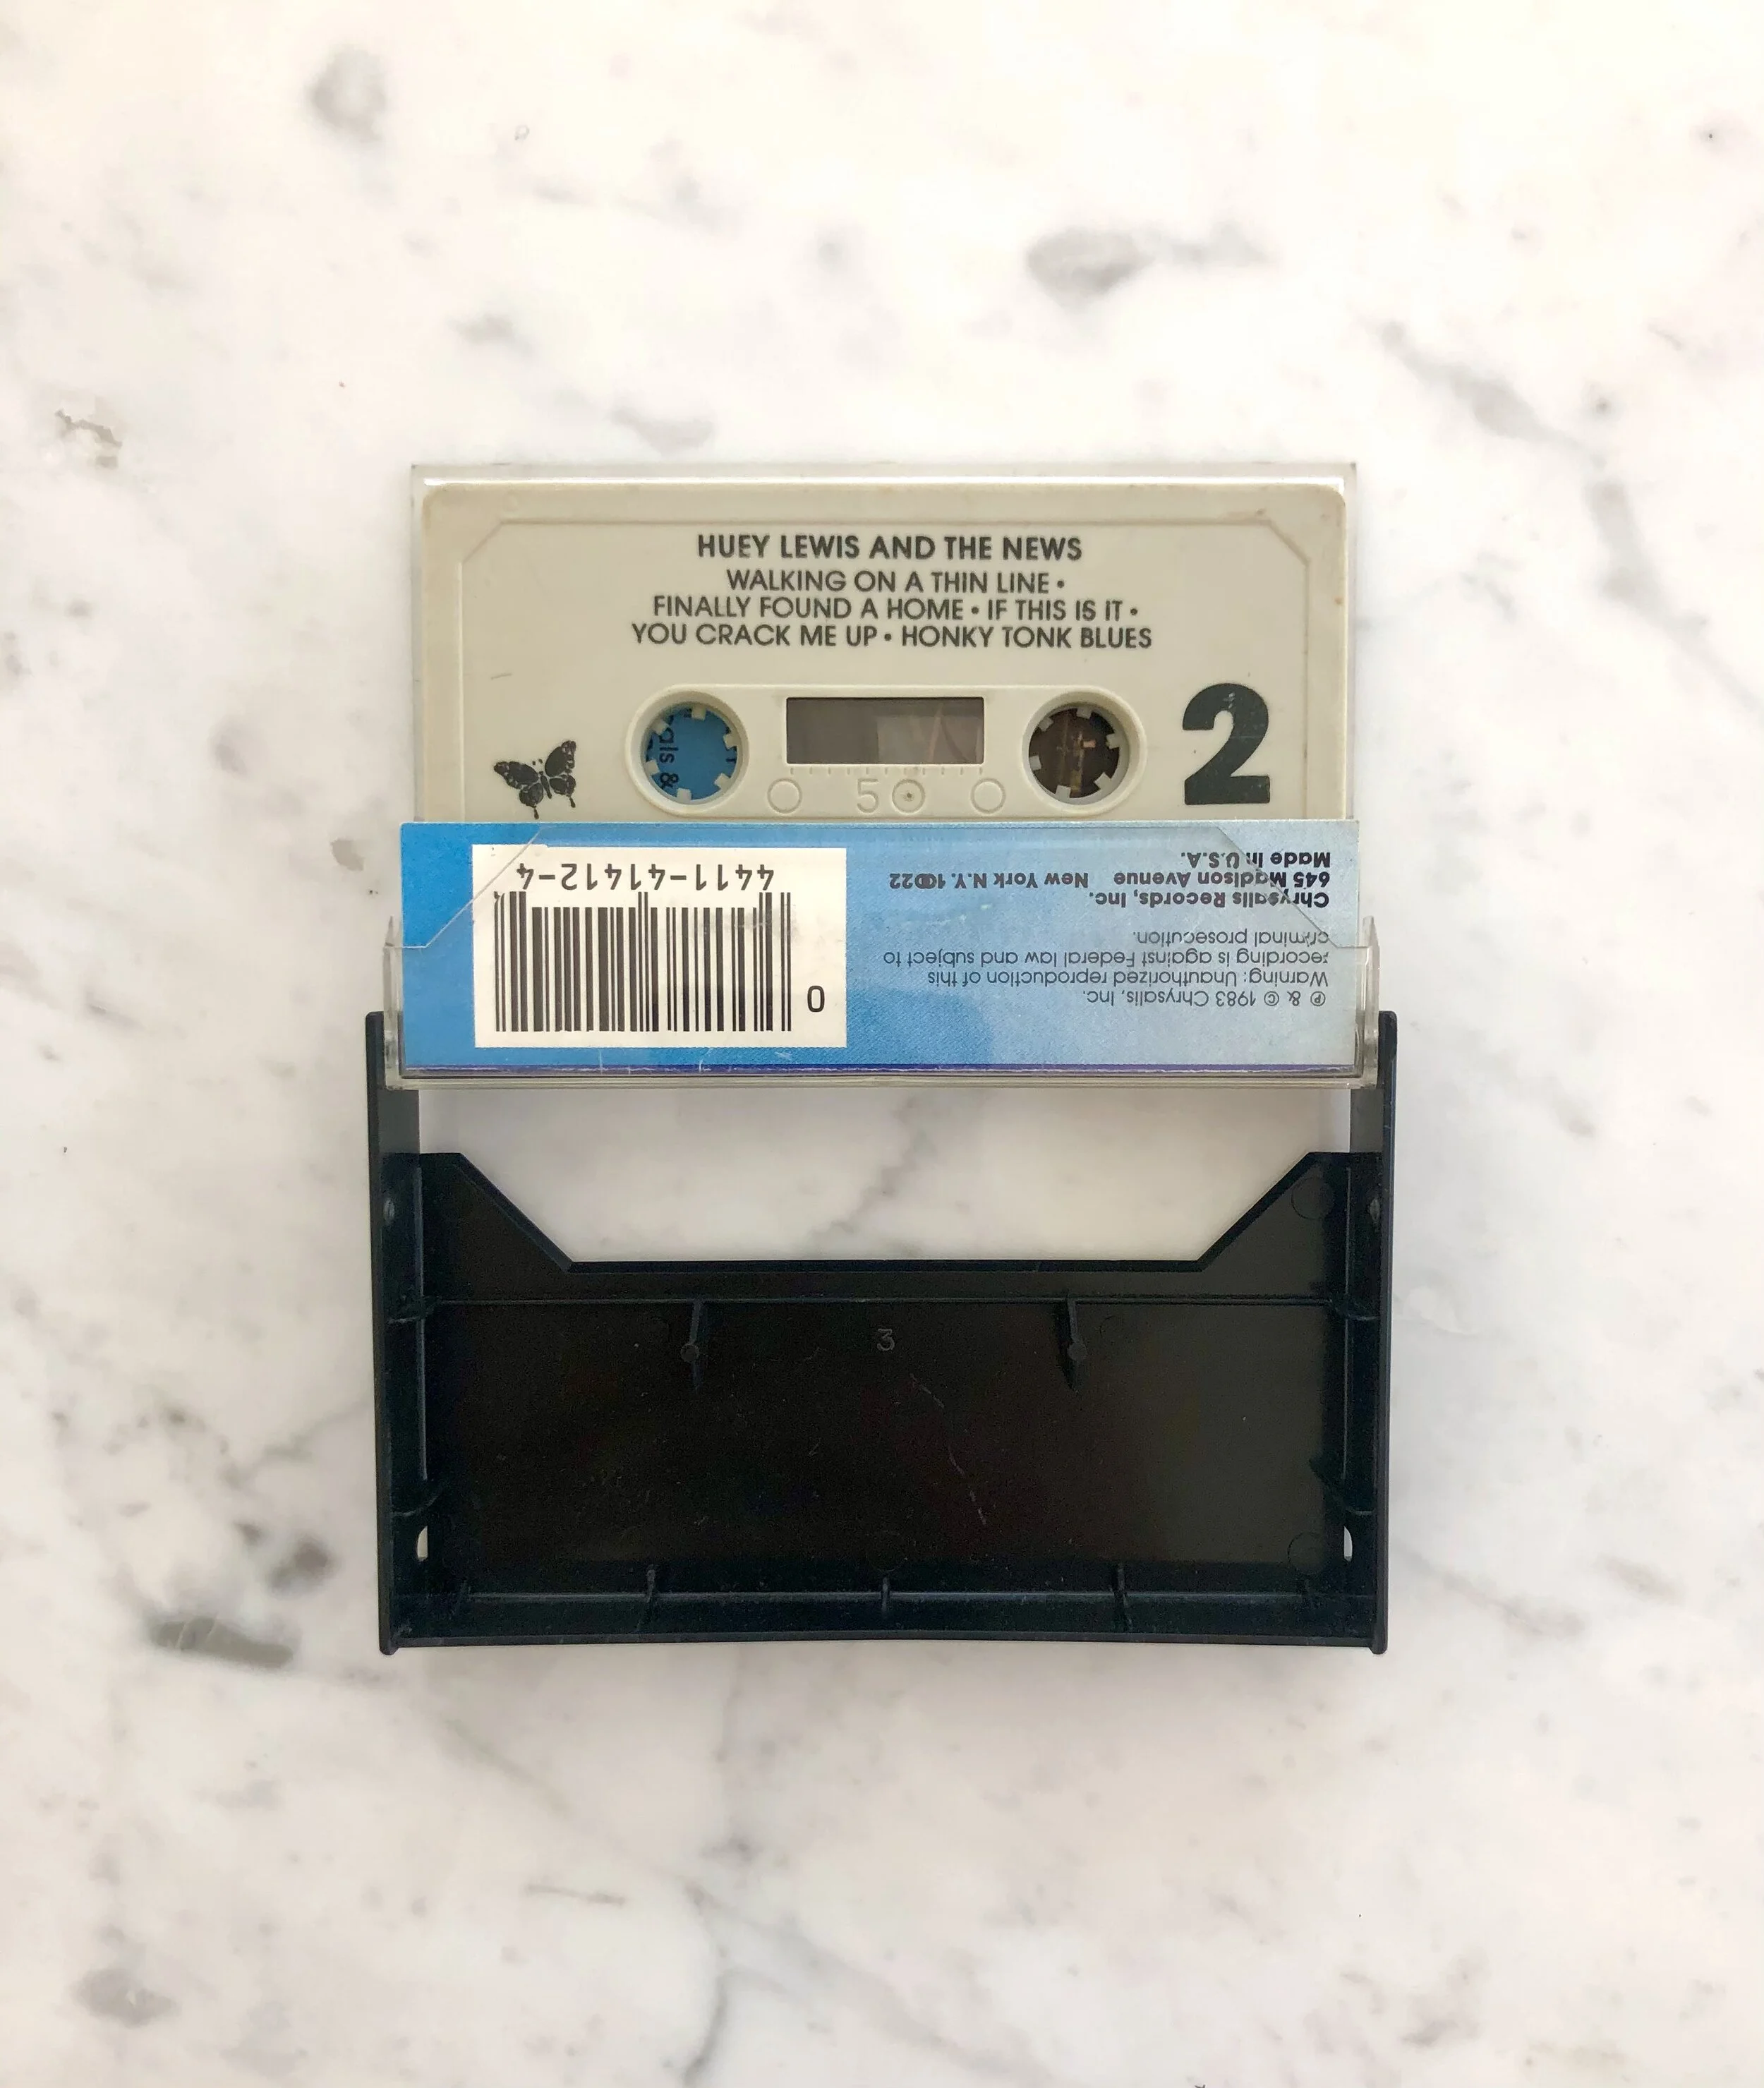 HUEY LEWIS AND THE NEWS
WALKING ON A THIN LINE •
FINALLY FOUND A HOME • IF THIS IS IT •
YOU CRACK ME UP • HONKY TONK BLUES
2
als &
50
℗ & © 1983 Chrysalis, Inc.
Warning: Unauthorized reproduction of this
recording is against Federal law and subject to
criminal prosecution.
Chrysalis Records, Inc.
645 Madison Avenue New York N.Y. 10022
Made in U.S.A.
0
4411-41412-4
3